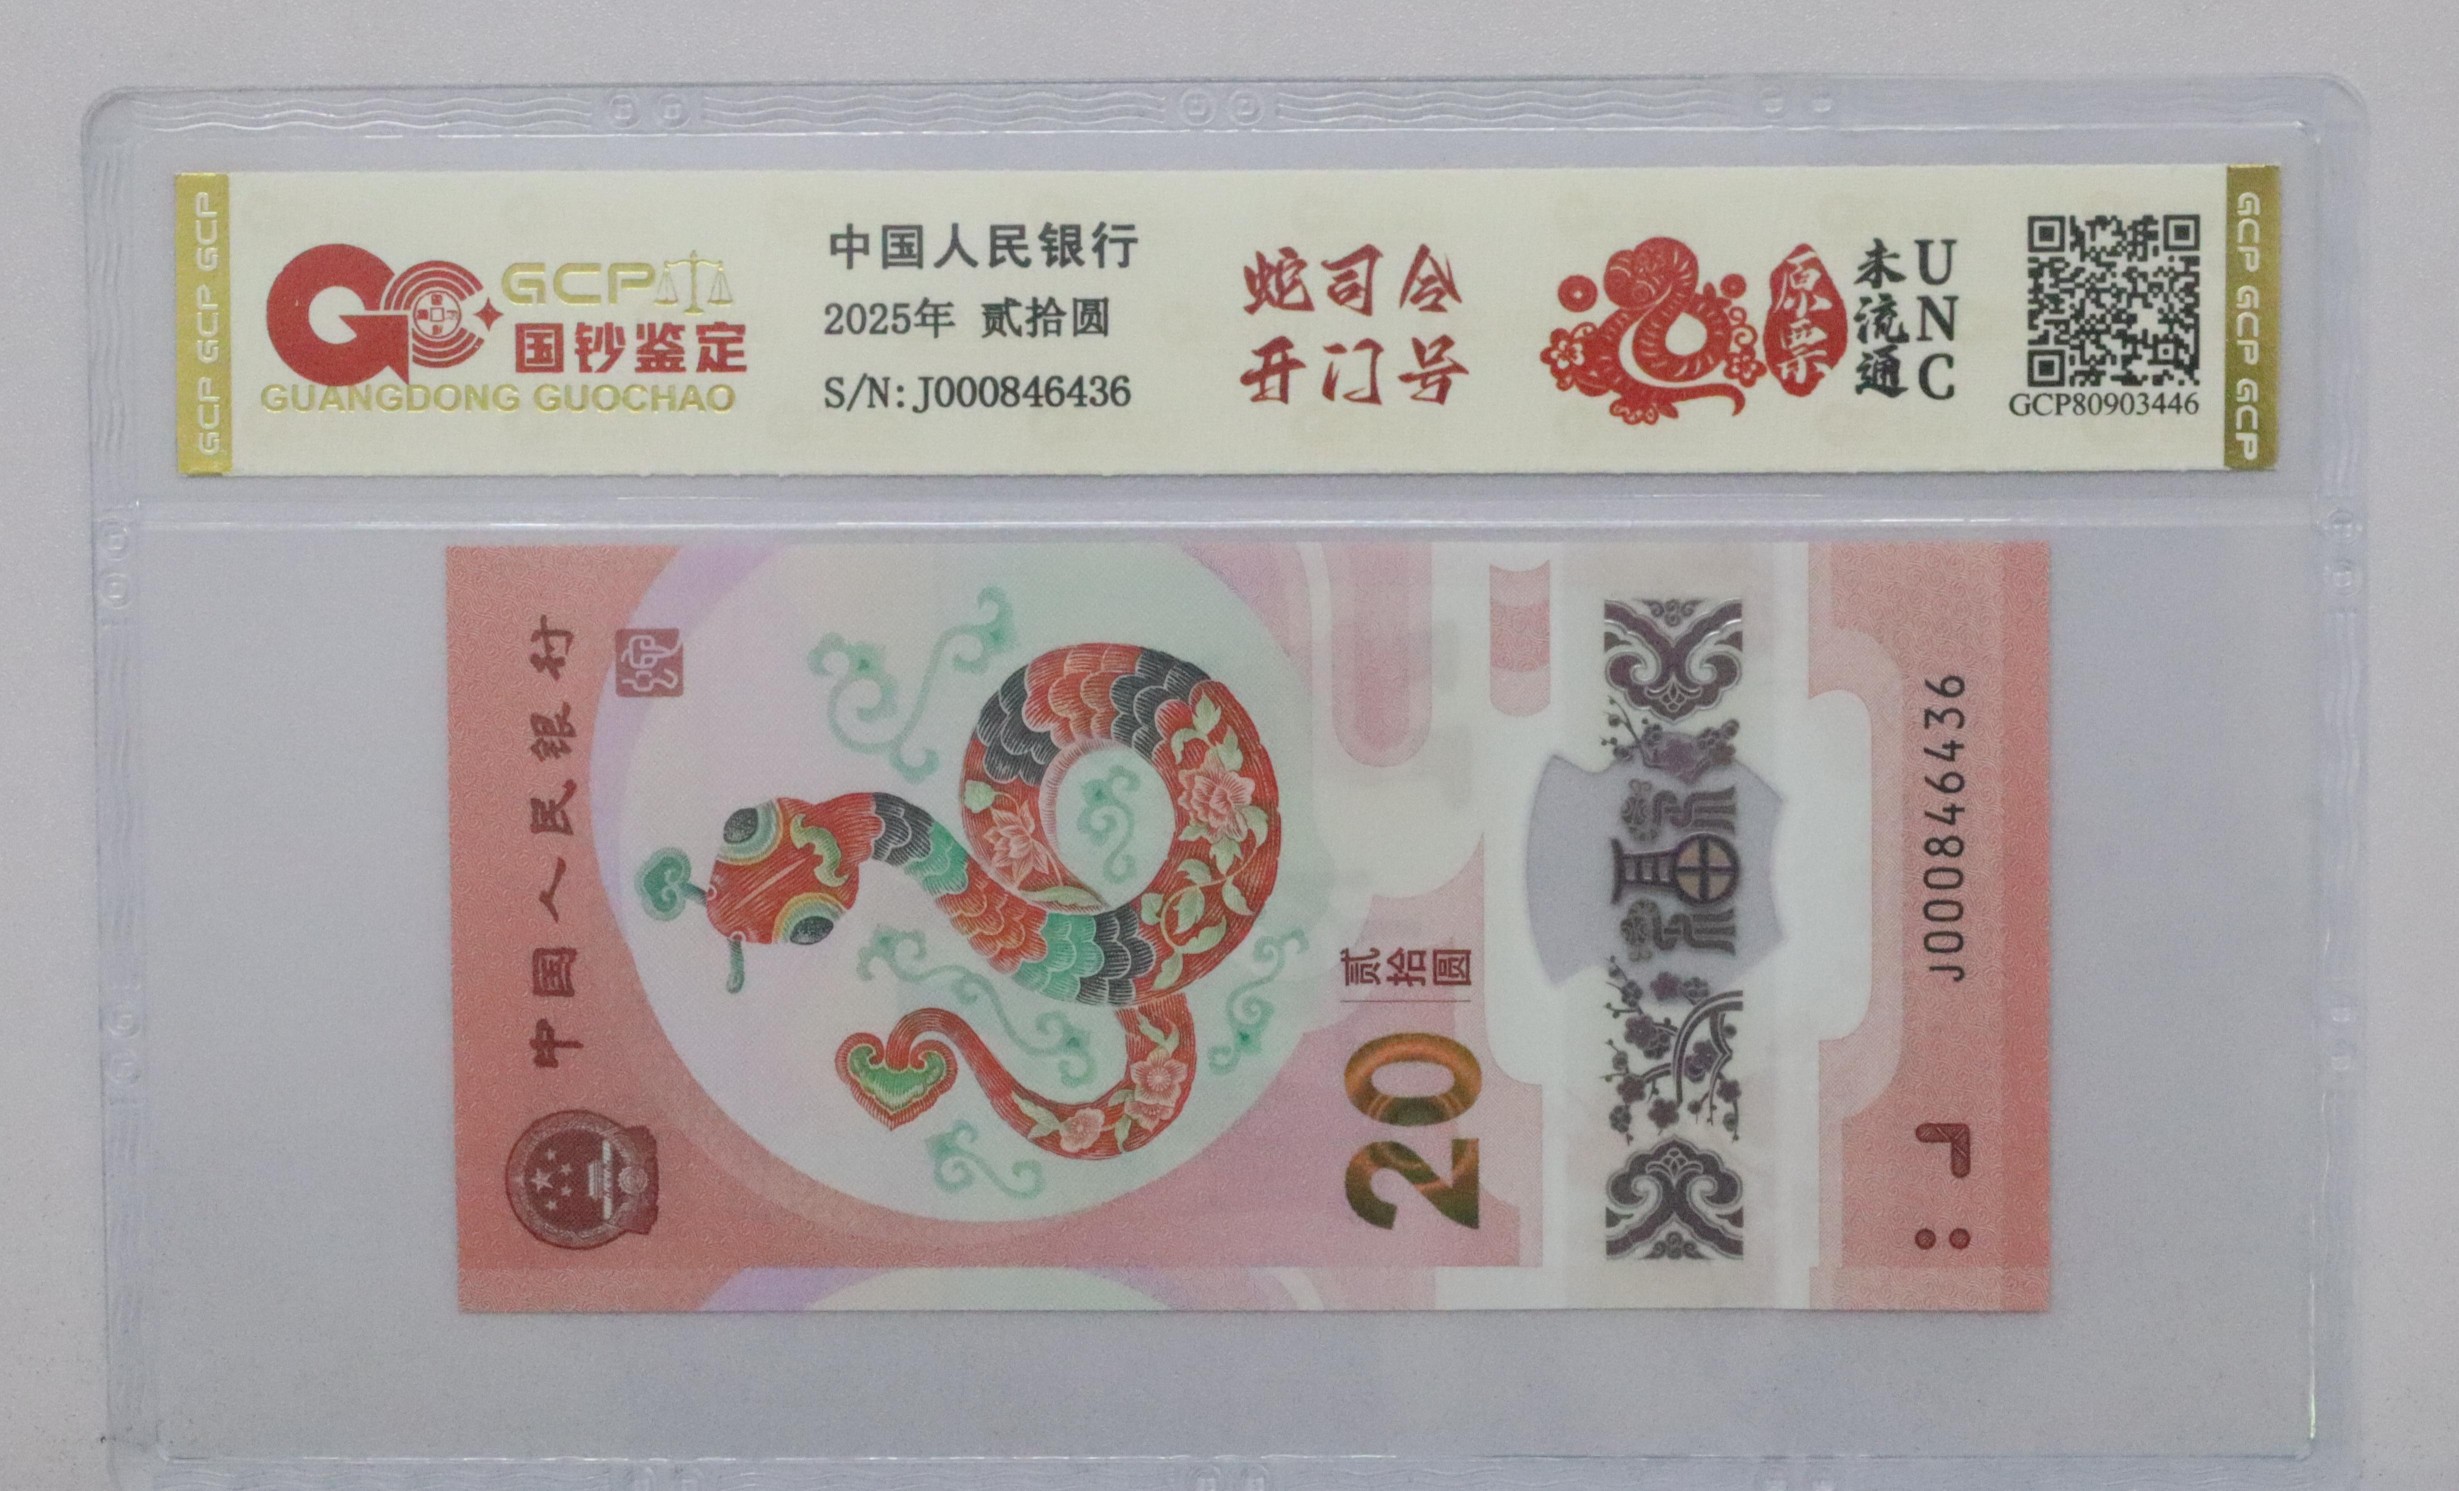 GCP GCP GCP
GCP
国钞鉴定
GUANGDONG GUOCHAO
中国人民银行
2025年 贰拾圆
S/N:J000846436
蛇司令
开门号
原票
未流通
UNC
GCP80903446
GCP GCP GCP
中国人民银行
贰拾圆
20
J000846436